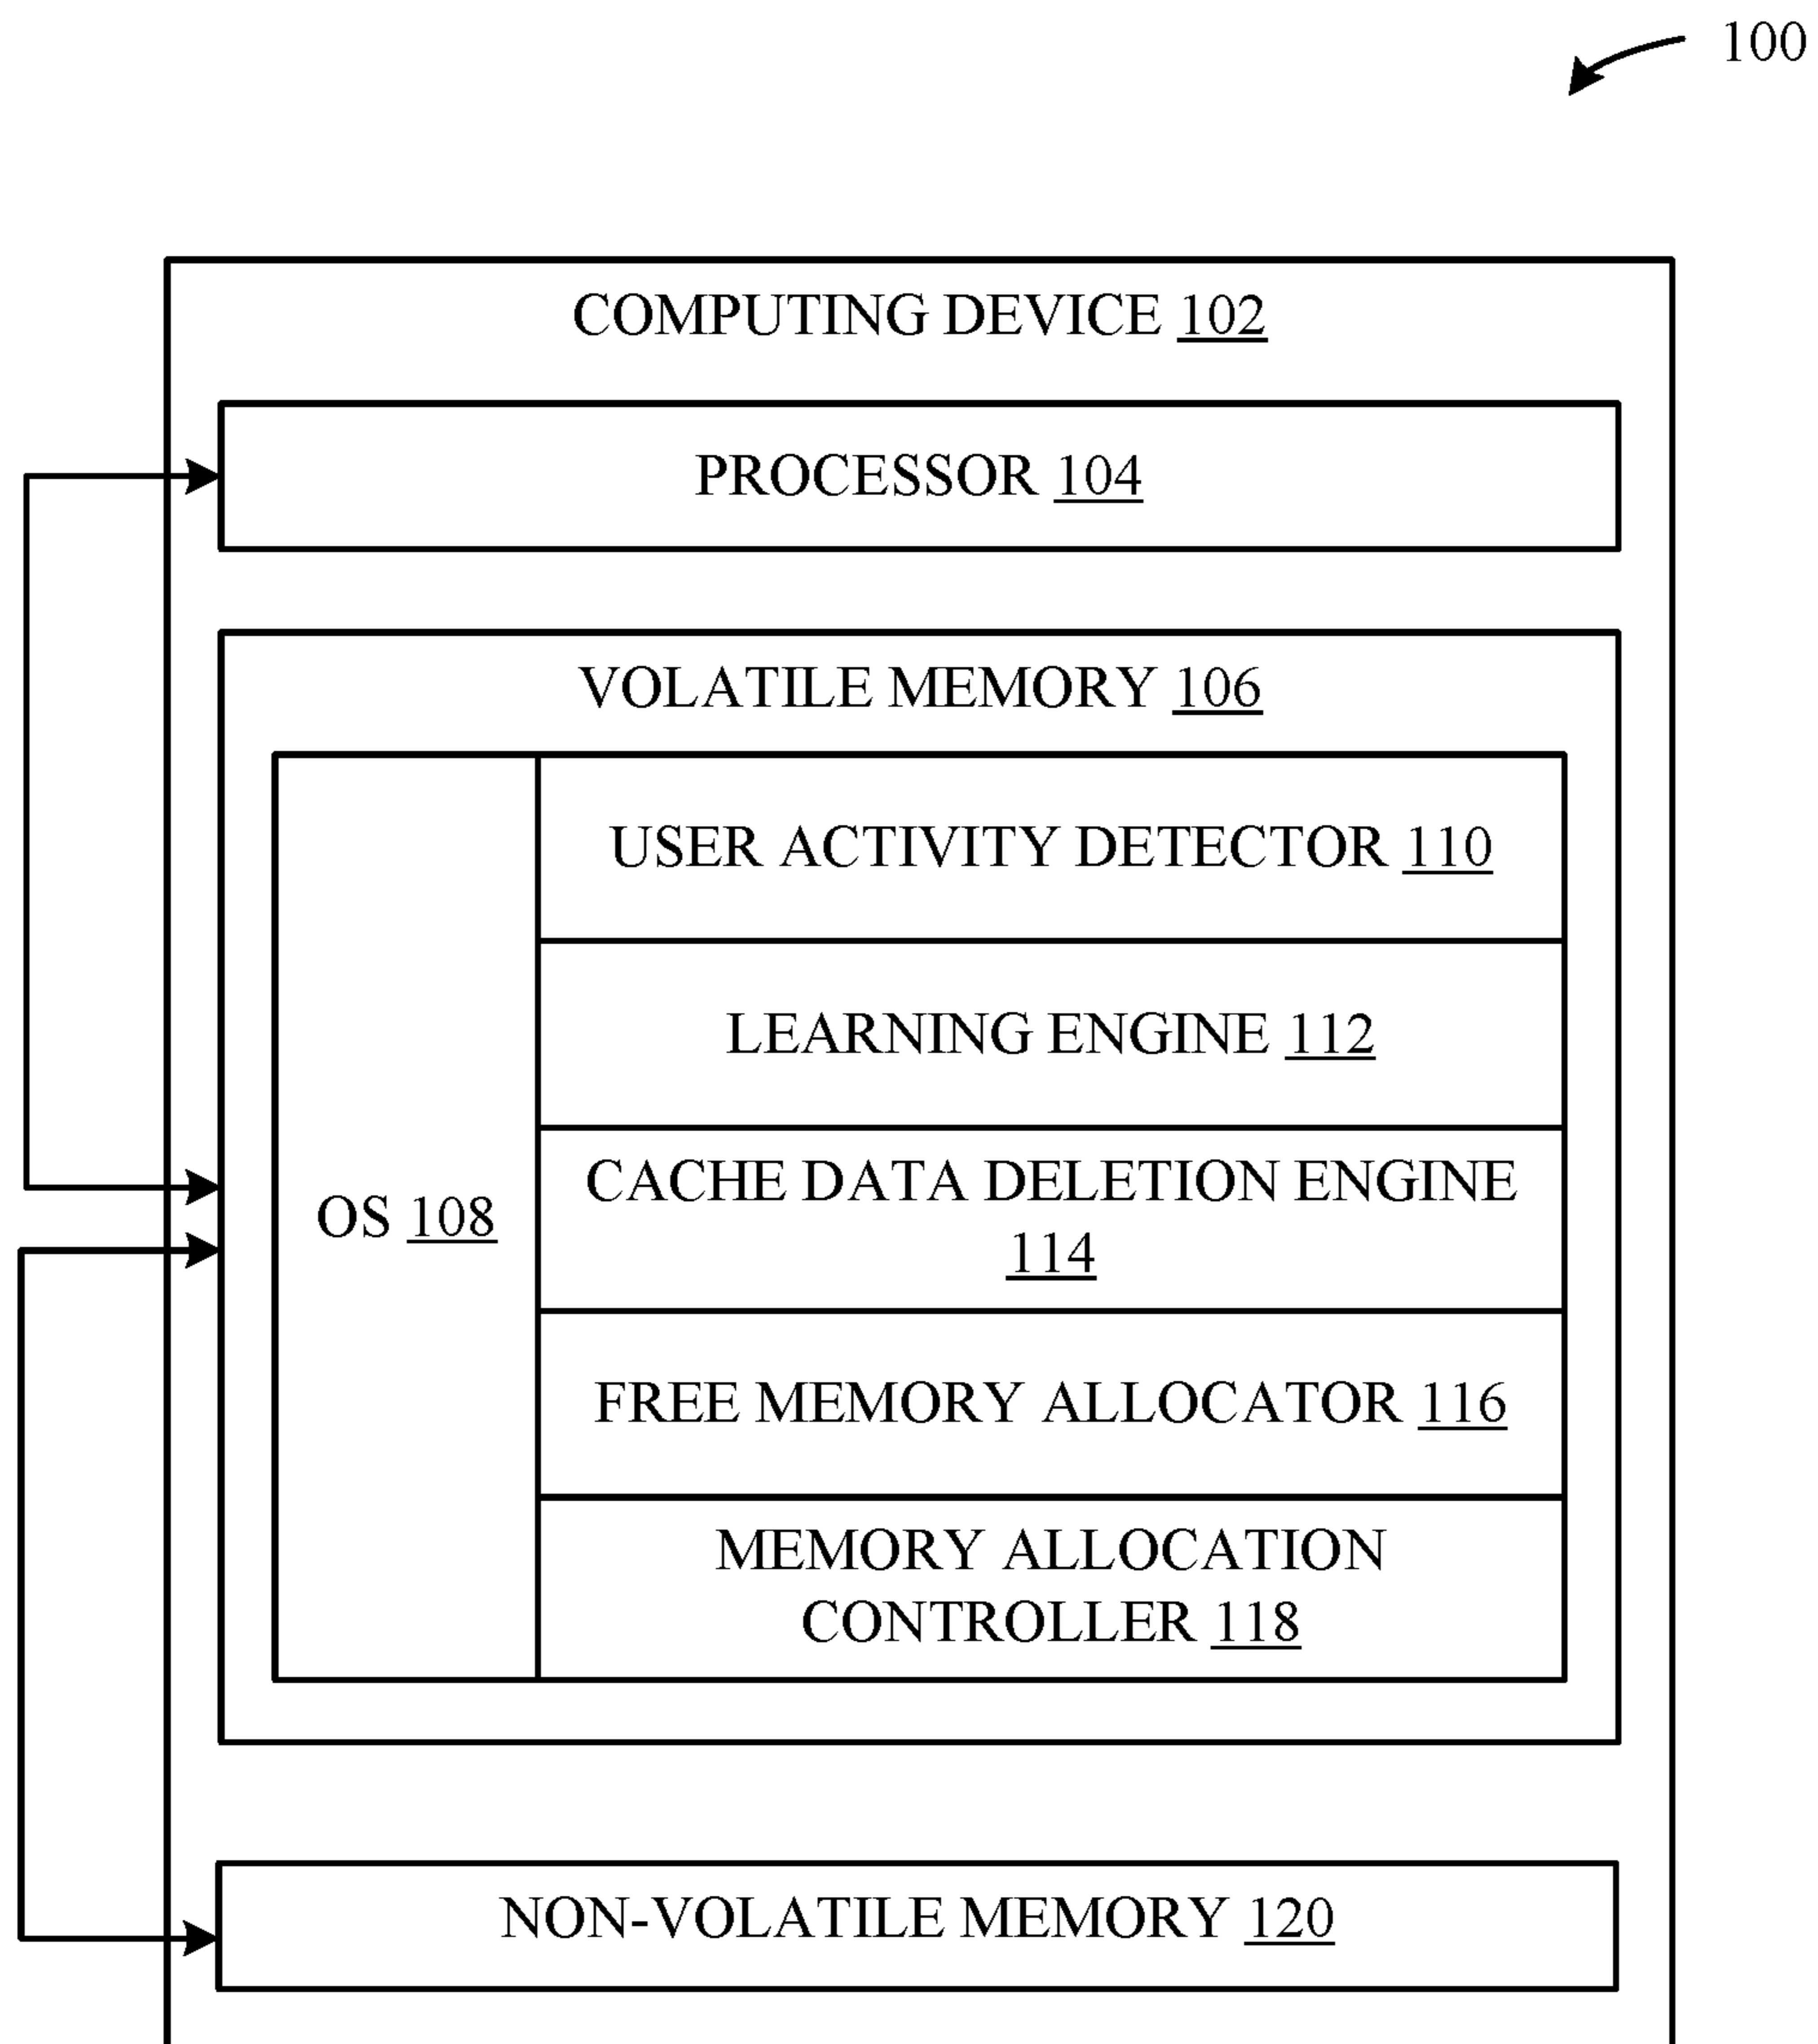 100
COMPUTING DEVICE 102
PROCESSOR 104
VOLATILE MEMORY 106
OS 108
USER ACTIVITY DETECTOR 110
LEARNING ENGINE 112
CACHE DATA DELETION ENGINE
114
FREE MEMORY ALLOCATOR 116
MEMORY ALLOCATION
CONTROLLER 118
NON-VOLATILE MEMORY 120